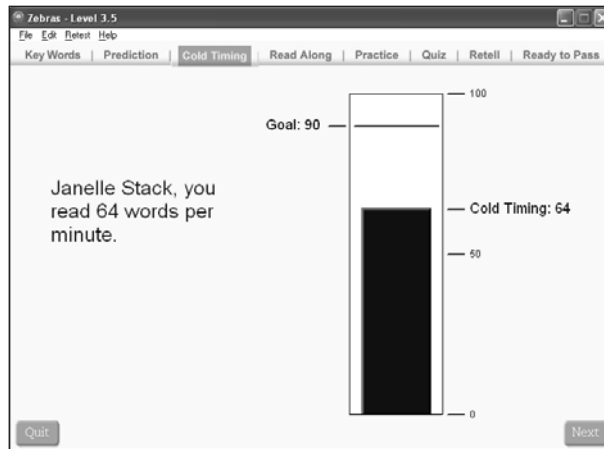 Zebras - Level 3.5
File Edit Retest Help
Key Words | Prediction | Cold Timing | Read Along | Practice | Quiz | Retell | Ready to Pass
100
Goal: 90
Janelle Stack, you
read 64 words per
minute.
Cold Timing: 64
50
0
Quit
Next